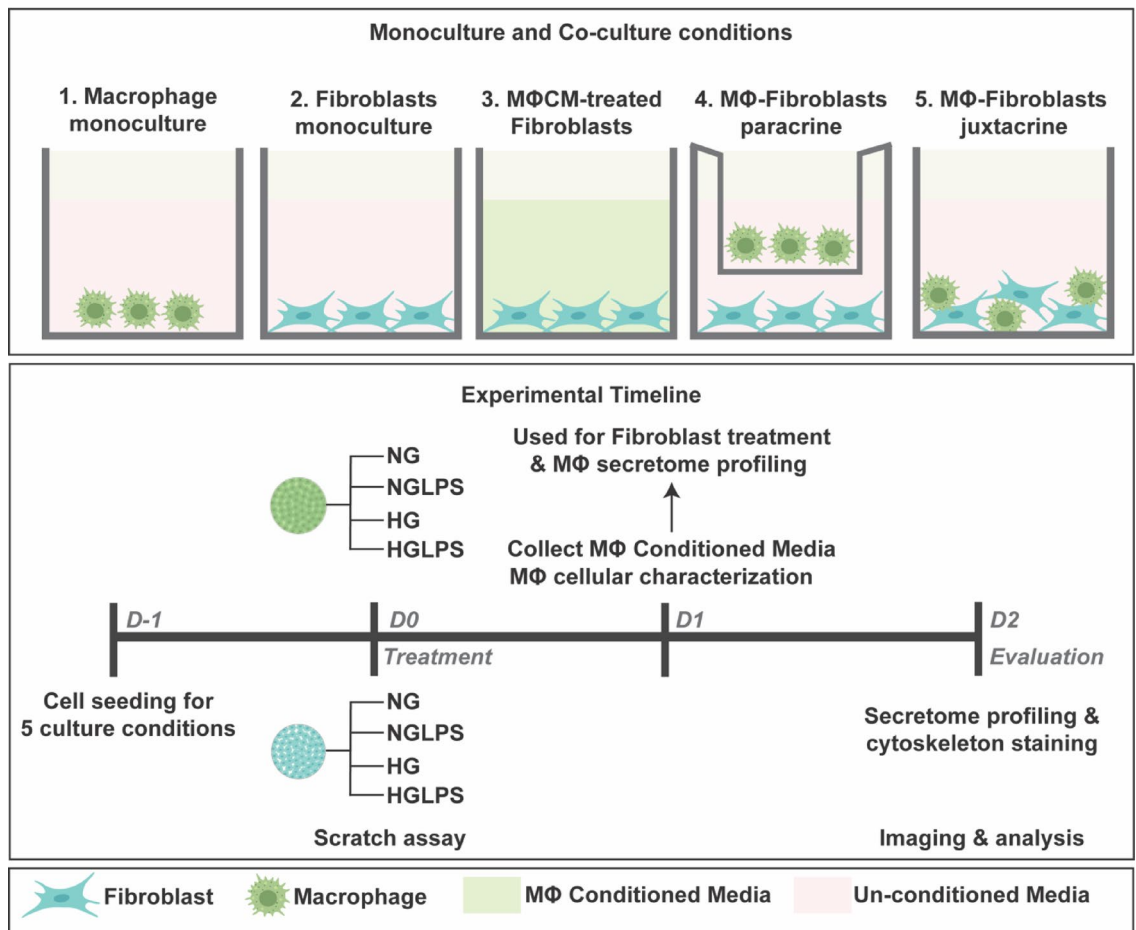 Monoculture and Co-culture conditions
1. Macrophage
monoculture
2. Fibroblasts
monoculture
3. MΦCM-treated
Fibroblasts
4. MΦ-Fibroblasts
paracrine
5. MΦ-Fibroblasts
juxtacrine
Experimental Timeline
NG
NGLPS
HG
HGLPS
Used for Fibroblast treatment
& MΦ secretome profiling
Collect MΦ Conditioned Media
MΦ cellular characterization
D-1
D0
D1
D2
Treatment
Evaluation
Cell seeding for
5 culture conditions
NG
NGLPS
HG
HGLPS
Secretome profiling &
cytoskeleton staining
Scratch assay
Imaging & analysis
Fibroblast
Macrophage
MΦ Conditioned Media
Un-conditioned Media